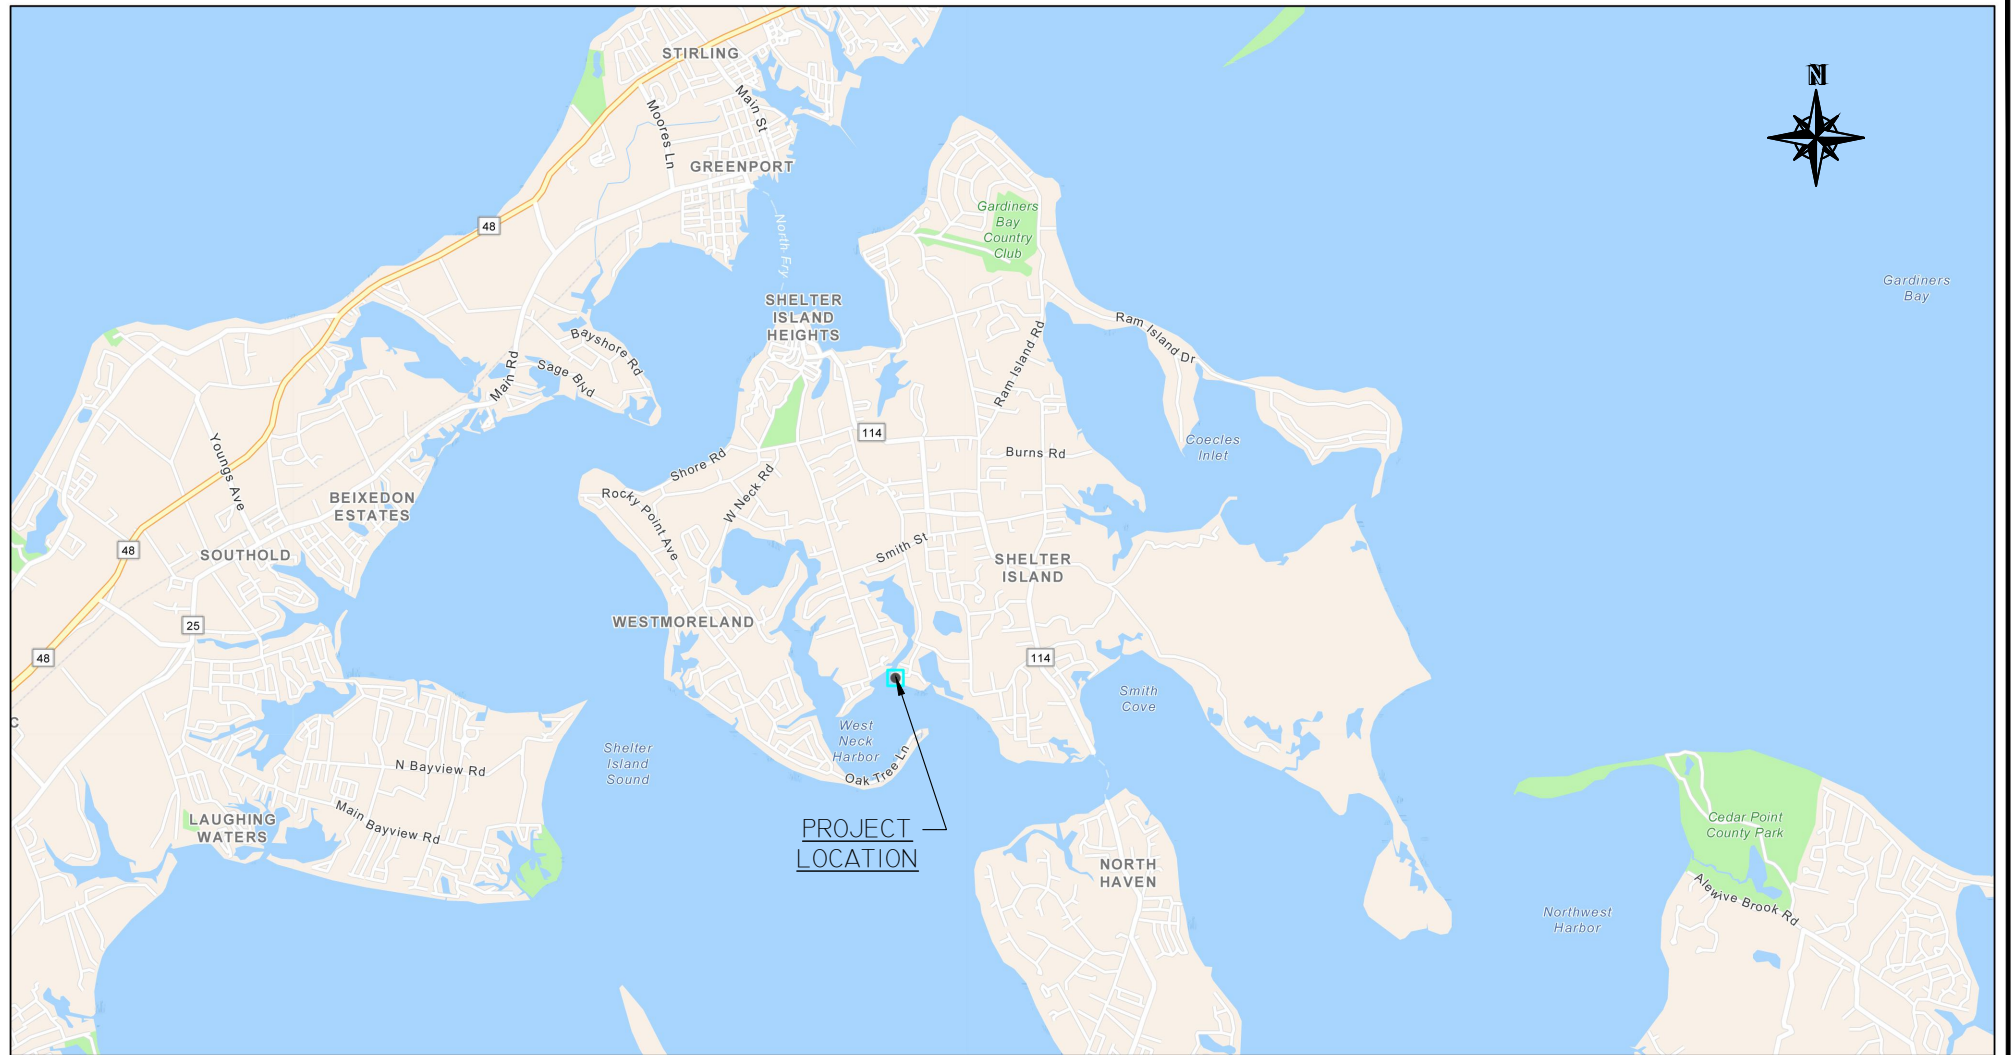 STIRLING
N
Main St
Moores Ln
GREENPORT
Gardiners
Bay
Country
Club
48
North Fry
Gardiners
Bay
SHELTER
ISLAND
HEIGHTS
Ram Island Dr
Bayshore Rd
Ram Island Rd
Main Rd
Sage Blvd
114
Youngs Ave
Coecles
Inlet
Burns Rd
Shore Rd
W Neck Rd
BEIXEDON
ESTATES
Rocky Point Ave
48
SOUTHOLD
Smith St
SHELTER
ISLAND
25
WESTMORELAND
48
114
Smith
Cove
C
West
Neck
Harbor
Shelter
Island
Sound
N Bayview Rd
Oak Tree Ln
Main Bayview Rd
LAUGHING
WATERS
PROJECT
LOCATION
Cedar Point
County Park
NORTH
HAVEN
Alewive Brook Rd
Northwest
Harbor